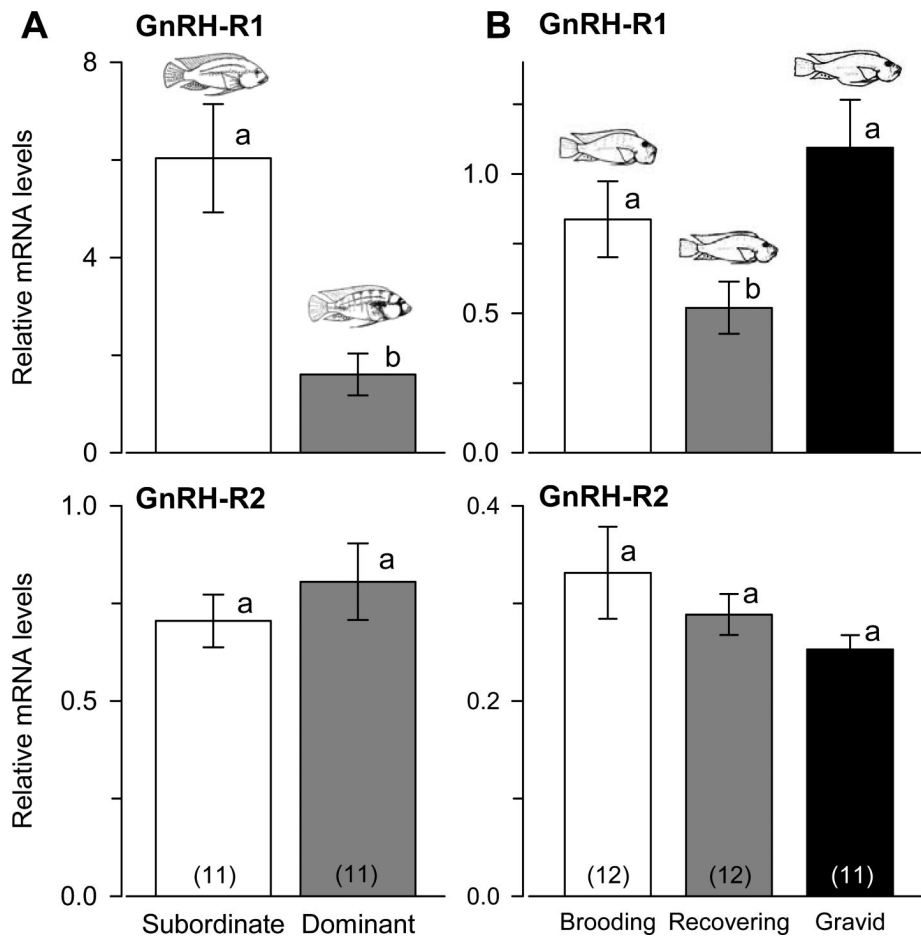 A
GnRH-R1
8
4
0
Relative mRNA levels
a
b
B
GnRH-R1
1.0
0.5
0.0
a
b
a
GnRH-R2
1.0
0.5
0.0
Relative mRNA levels
a
a
(11)
(11)
Subordinate
Dominant
GnRH-R2
0.4
0.2
0.0
a
a
a
(12)
(12)
(11)
Brooding
Recovering
Gravid